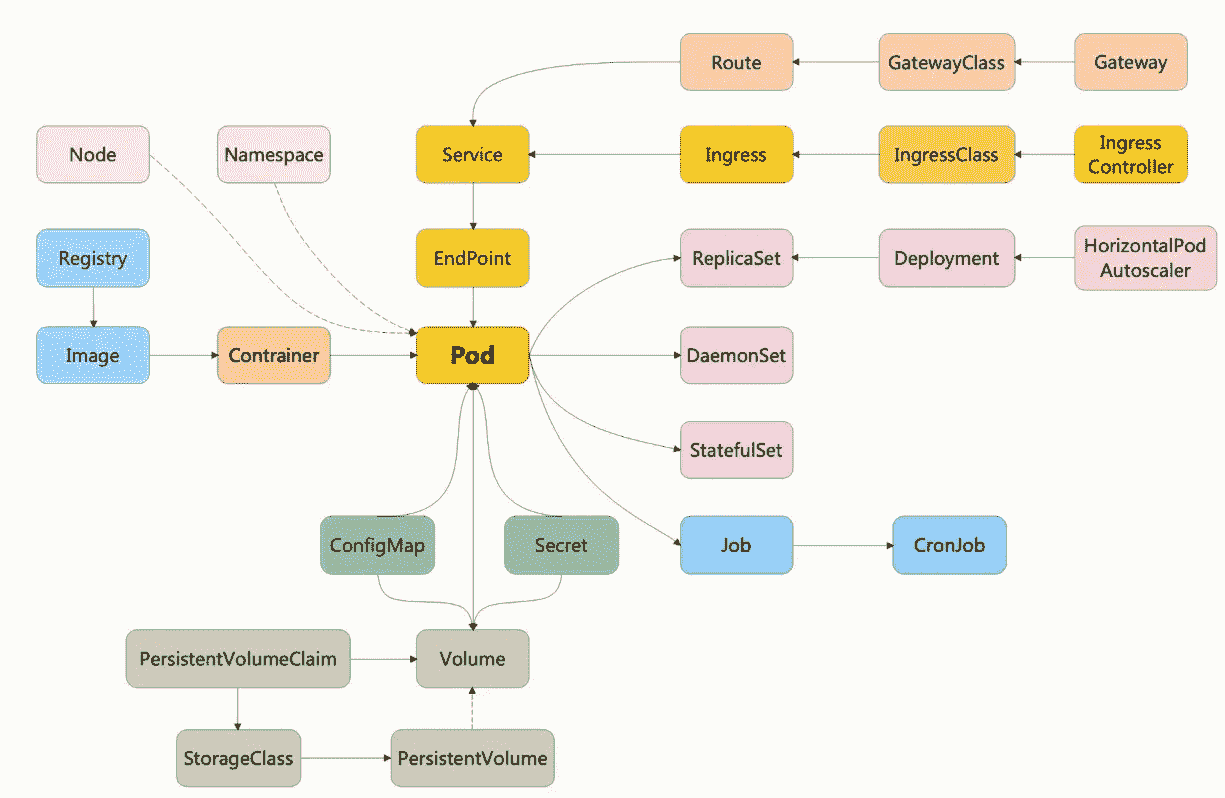 Route
GatewayClass
Gateway
Node
Namespace
Service
Ingress
IngressClass
Ingress
Controller
Registry
EndPoint
ReplicaSet
Deployment
HorizontalPod
Autoscaler
Image
Contrainer
Pod
DaemonSet
StatefulSet
ConfigMap
Secret
Job
CronJob
PersistentVolumeClaim
Volume
StorageClass
PersistentVolume